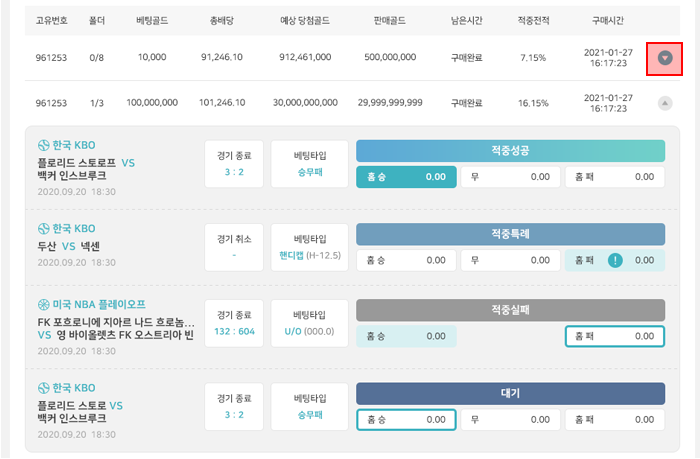 고유번호 폴더 베팅골드 총배당 예상 당첨골드 판매골드 남은시간 적중전적 구매시간
961253 0/8 10,000 91,246.10 912,461,000 500,000,000 구매완료 7.15% 2021-01-27
16:17:23
961253 1/3 100,000,000 101,246.10 30,000,000,000 29,999,999,999 구매완료 16.15% 2021-01-27
16:17:23
한국 KBO
플로리드 스토로프 VS
백커 인스브루크
2020.09.20 18:30
경기 종료
3 : 2
베팅타입
승무패
적중성공
홈 승 0.00 무 0.00 홈 패 0.00
한국 KBO
두산 VS 넥센
2020.09.20 18:30
경기 취소
-
베팅타입
핸디캡 (H-12.5)
적중특례
홈 승 0.00 무 0.00 홈 패 ! 0.00
미국 NBA 플레이오프
FK 포흐로니에 지아르 나드 흐로놈...
VS 영 바이올렛츠 FK 오스트리아 빈
2020.09.20 18:30
경기 종료
132 : 604
베팅타입
U/O (000.0)
적중실패
홈 승 0.00 홈 패 0.00
한국 KBO
플로리드 스토로 VS
백커 인스브루크
2020.09.20 18:30
경기 종료
3 : 2
베팅타입
승무패
대기
홈 승 0.00 무 0.00 홈 패 0.00